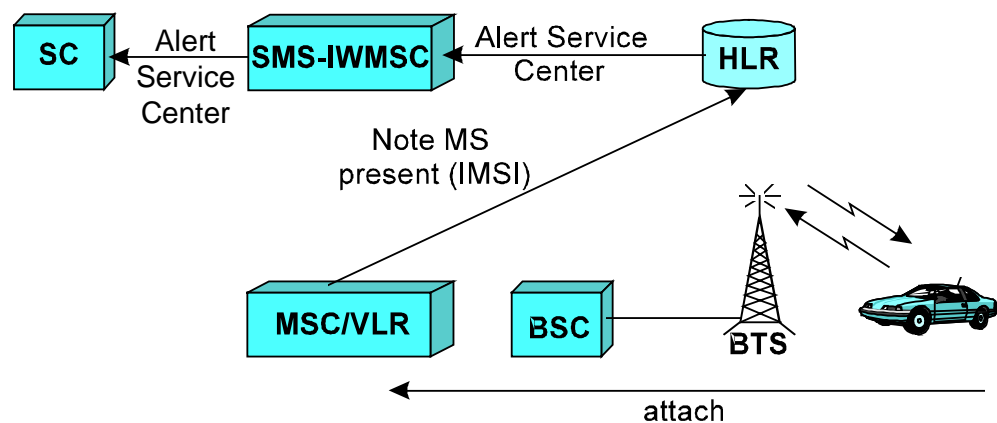 SC
Alert
Service
Center
SMS-IWMSC
Alert Service
Center
HLR
Note MS
present (IMSI)
MSC/VLR
BSC
BTS
attach